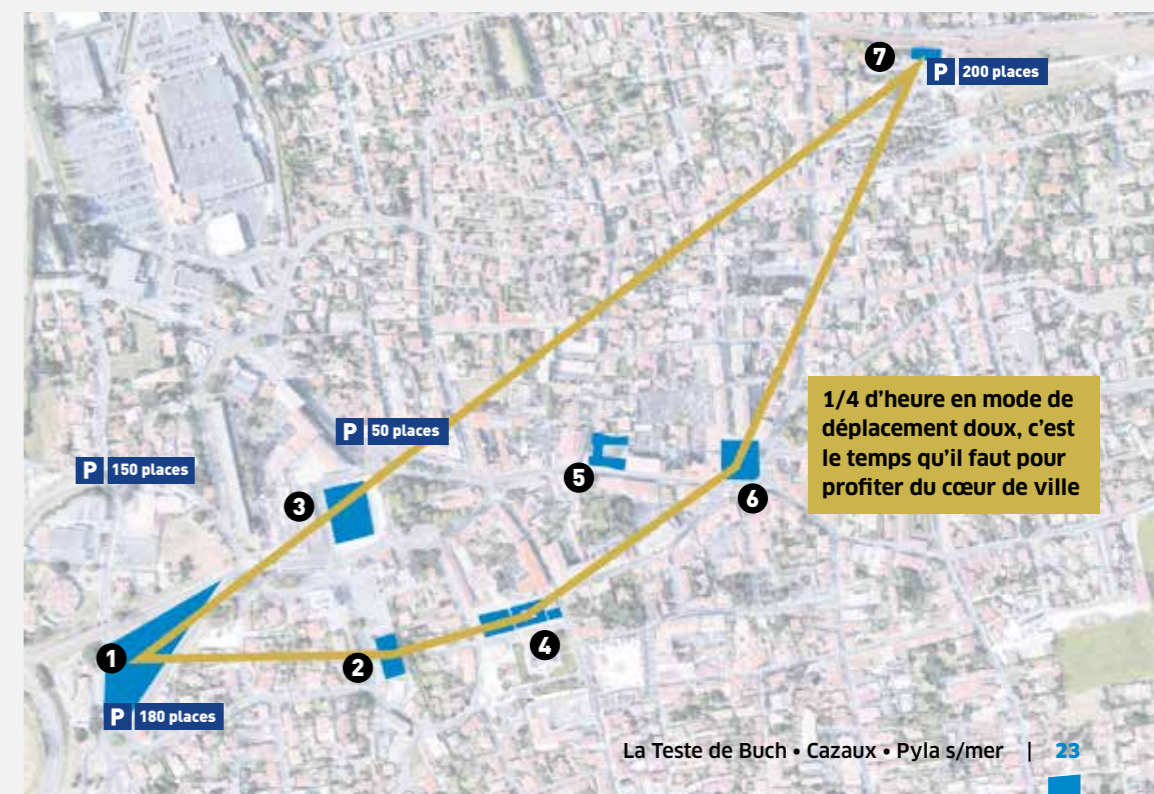 7
P 200 places
1/4 d’heure en mode de
déplacement doux, c’est
le temps qu’il faut pour
profiter du cœur de ville
P 50 places
P 150 places
5
6
3
4
1
2
P 180 places
La Teste de Buch • Cazaux • Pyla s/mer | 23